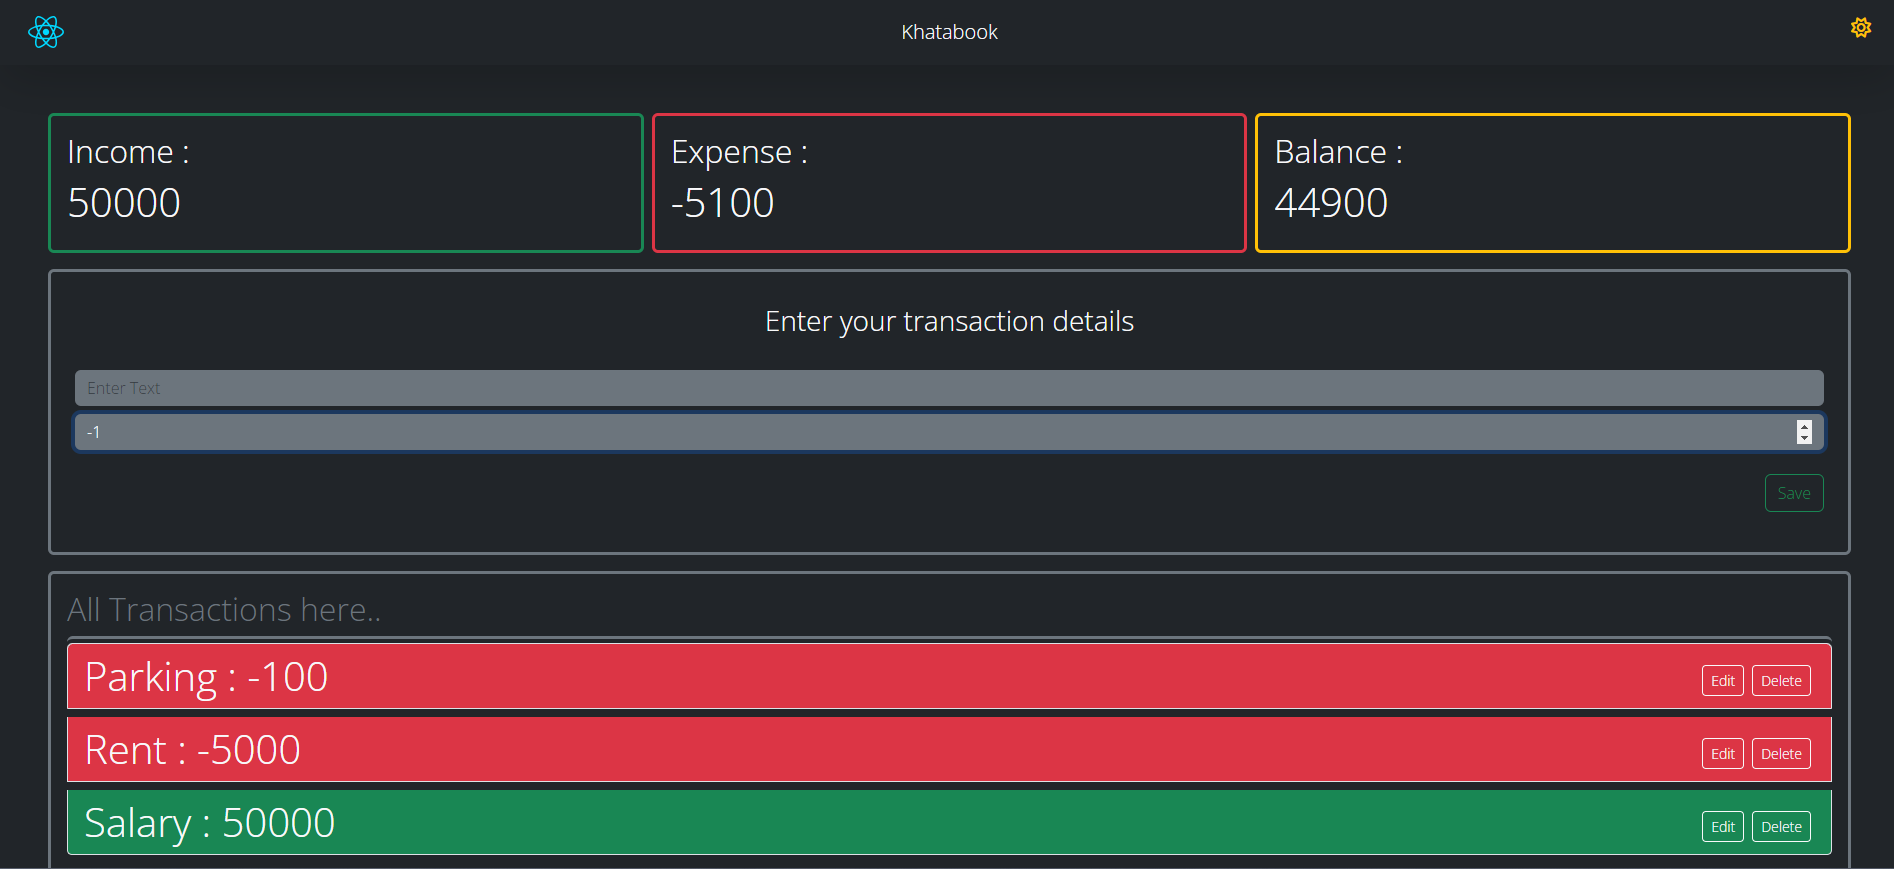 Khatabook
Income :
50000
Expense :
-5100
Balance :
44900
Enter your transaction details
Enter Text
-1
Save
All Transactions here..
Parking : -100
Edit
Delete
Rent : -5000
Edit
Delete
Salary : 50000
Edit
Delete